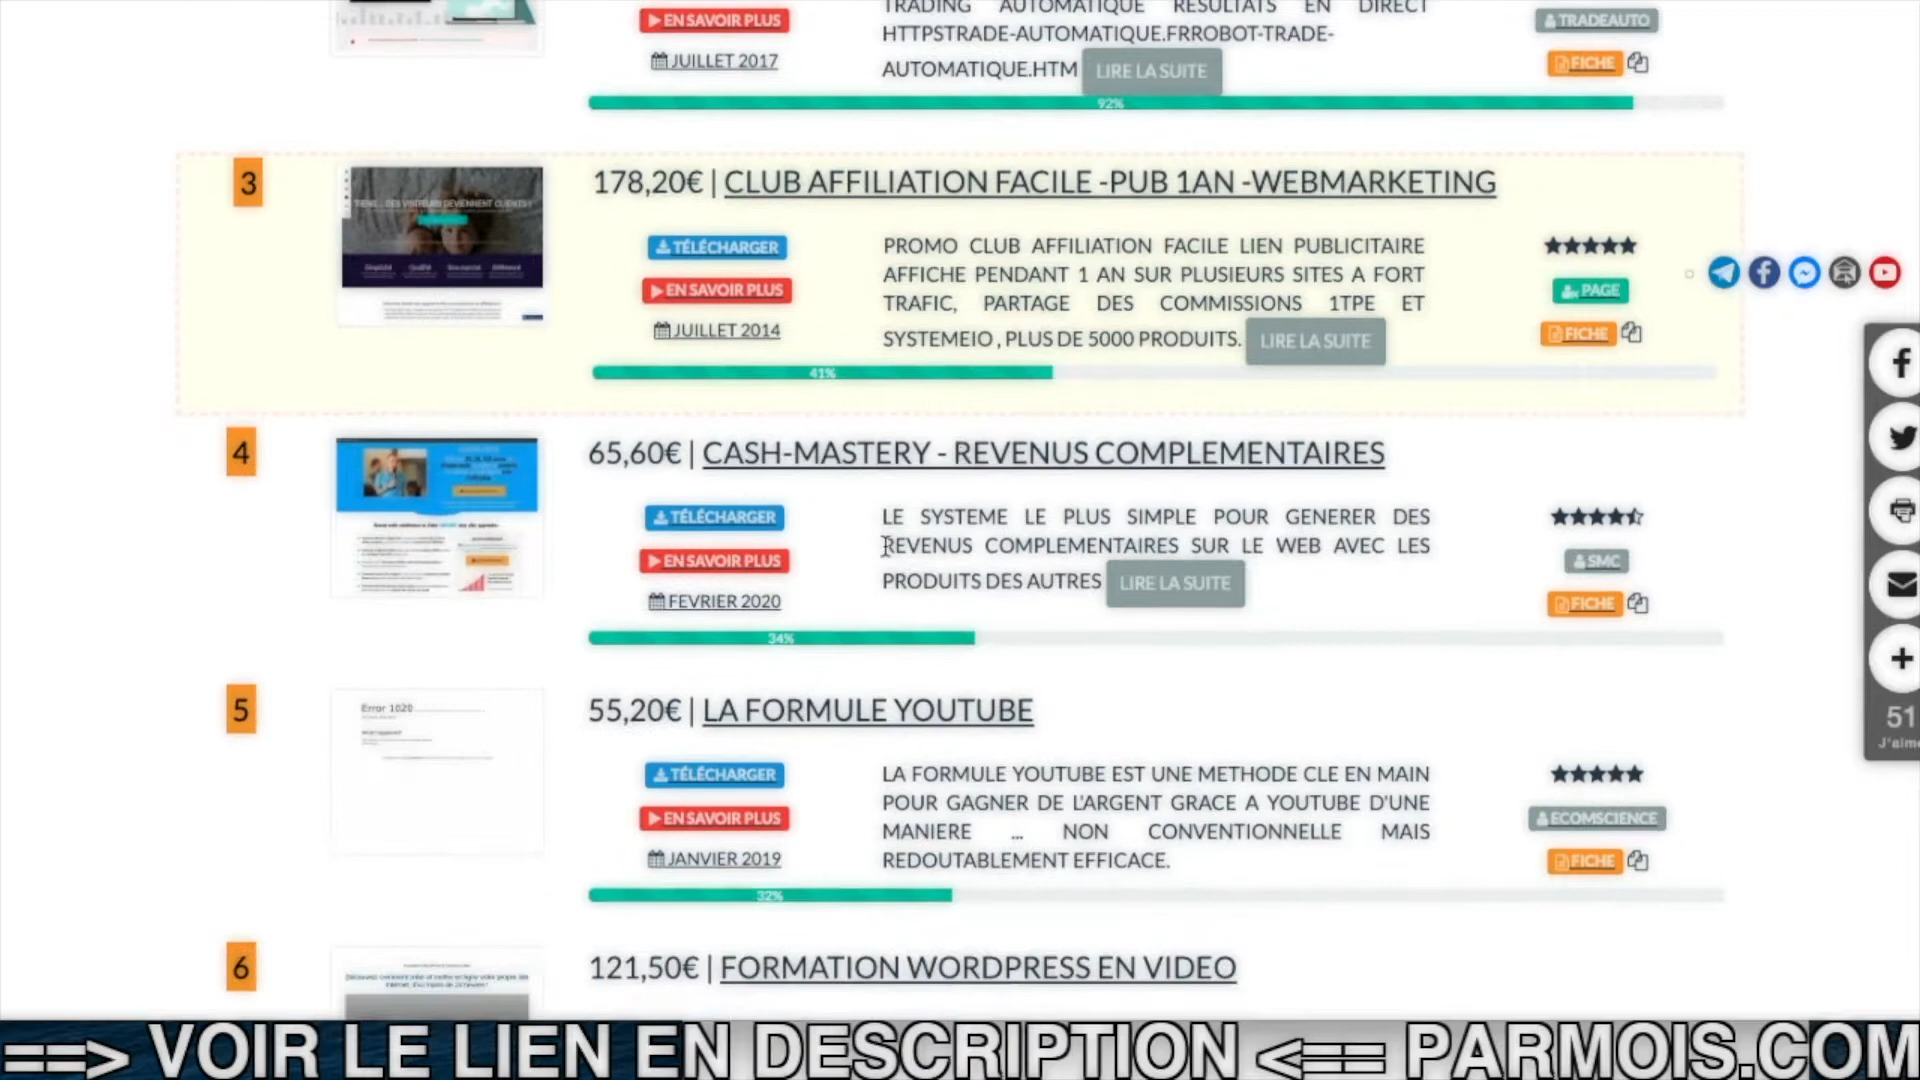 TRADING AUTOMATIQUE RESULTATS EN DIRECT
EN SAVOIR PLUS
HTTPSTRADE-AUTOMATIQUE.FRROBOT-TRADE-
TRADEAUTO
JUILLET 2017
AUTOMATIQUE.HTM LIRE LA SUITE
FICHE
92%
3
178,20€ | CLUB AFFILIATION FACILE -PUB 1AN -WEBMARKETING
TÉLÉCHARGER
EN SAVOIR PLUS
JUILLET 2014
PROMO CLUB AFFILIATION FACILE LIEN PUBLICITAIRE
AFFICHE PENDANT 1 AN SUR PLUSIEURS SITES A FORT
TRAFIC, PARTAGE DES COMMISSIONS 1TPE ET
SYSTEMEIO , PLUS DE 5000 PRODUITS. LIRE LA SUITE
PAGE
FICHE
41%
4
65,60€ | CASH-MASTERY - REVENUS COMPLEMENTAIRES
TÉLÉCHARGER
EN SAVOIR PLUS
FEVRIER 2020
LE SYSTEME LE PLUS SIMPLE POUR GENERER DES
REVENUS COMPLEMENTAIRES SUR LE WEB AVEC LES
PRODUITS DES AUTRES LIRE LA SUITE
SMC
FICHE
34%
5
Error 1020
55,20€ | LA FORMULE YOUTUBE
TÉLÉCHARGER
EN SAVOIR PLUS
JANVIER 2019
LA FORMULE YOUTUBE EST UNE METHODE CLE EN MAIN
POUR GAGNER DE L'ARGENT GRACE A YOUTUBE D'UNE
MANIERE ... NON CONVENTIONNELLE MAIS
REDOUTABLEMENT EFFICACE.
ECOMSCIENCE
FICHE
32%
6
121,50€ | FORMATION WORDPRESS EN VIDEO
51
J'aime
==> VOIR LE LIEN EN DESCRIPTION <== PARMOIS.COM